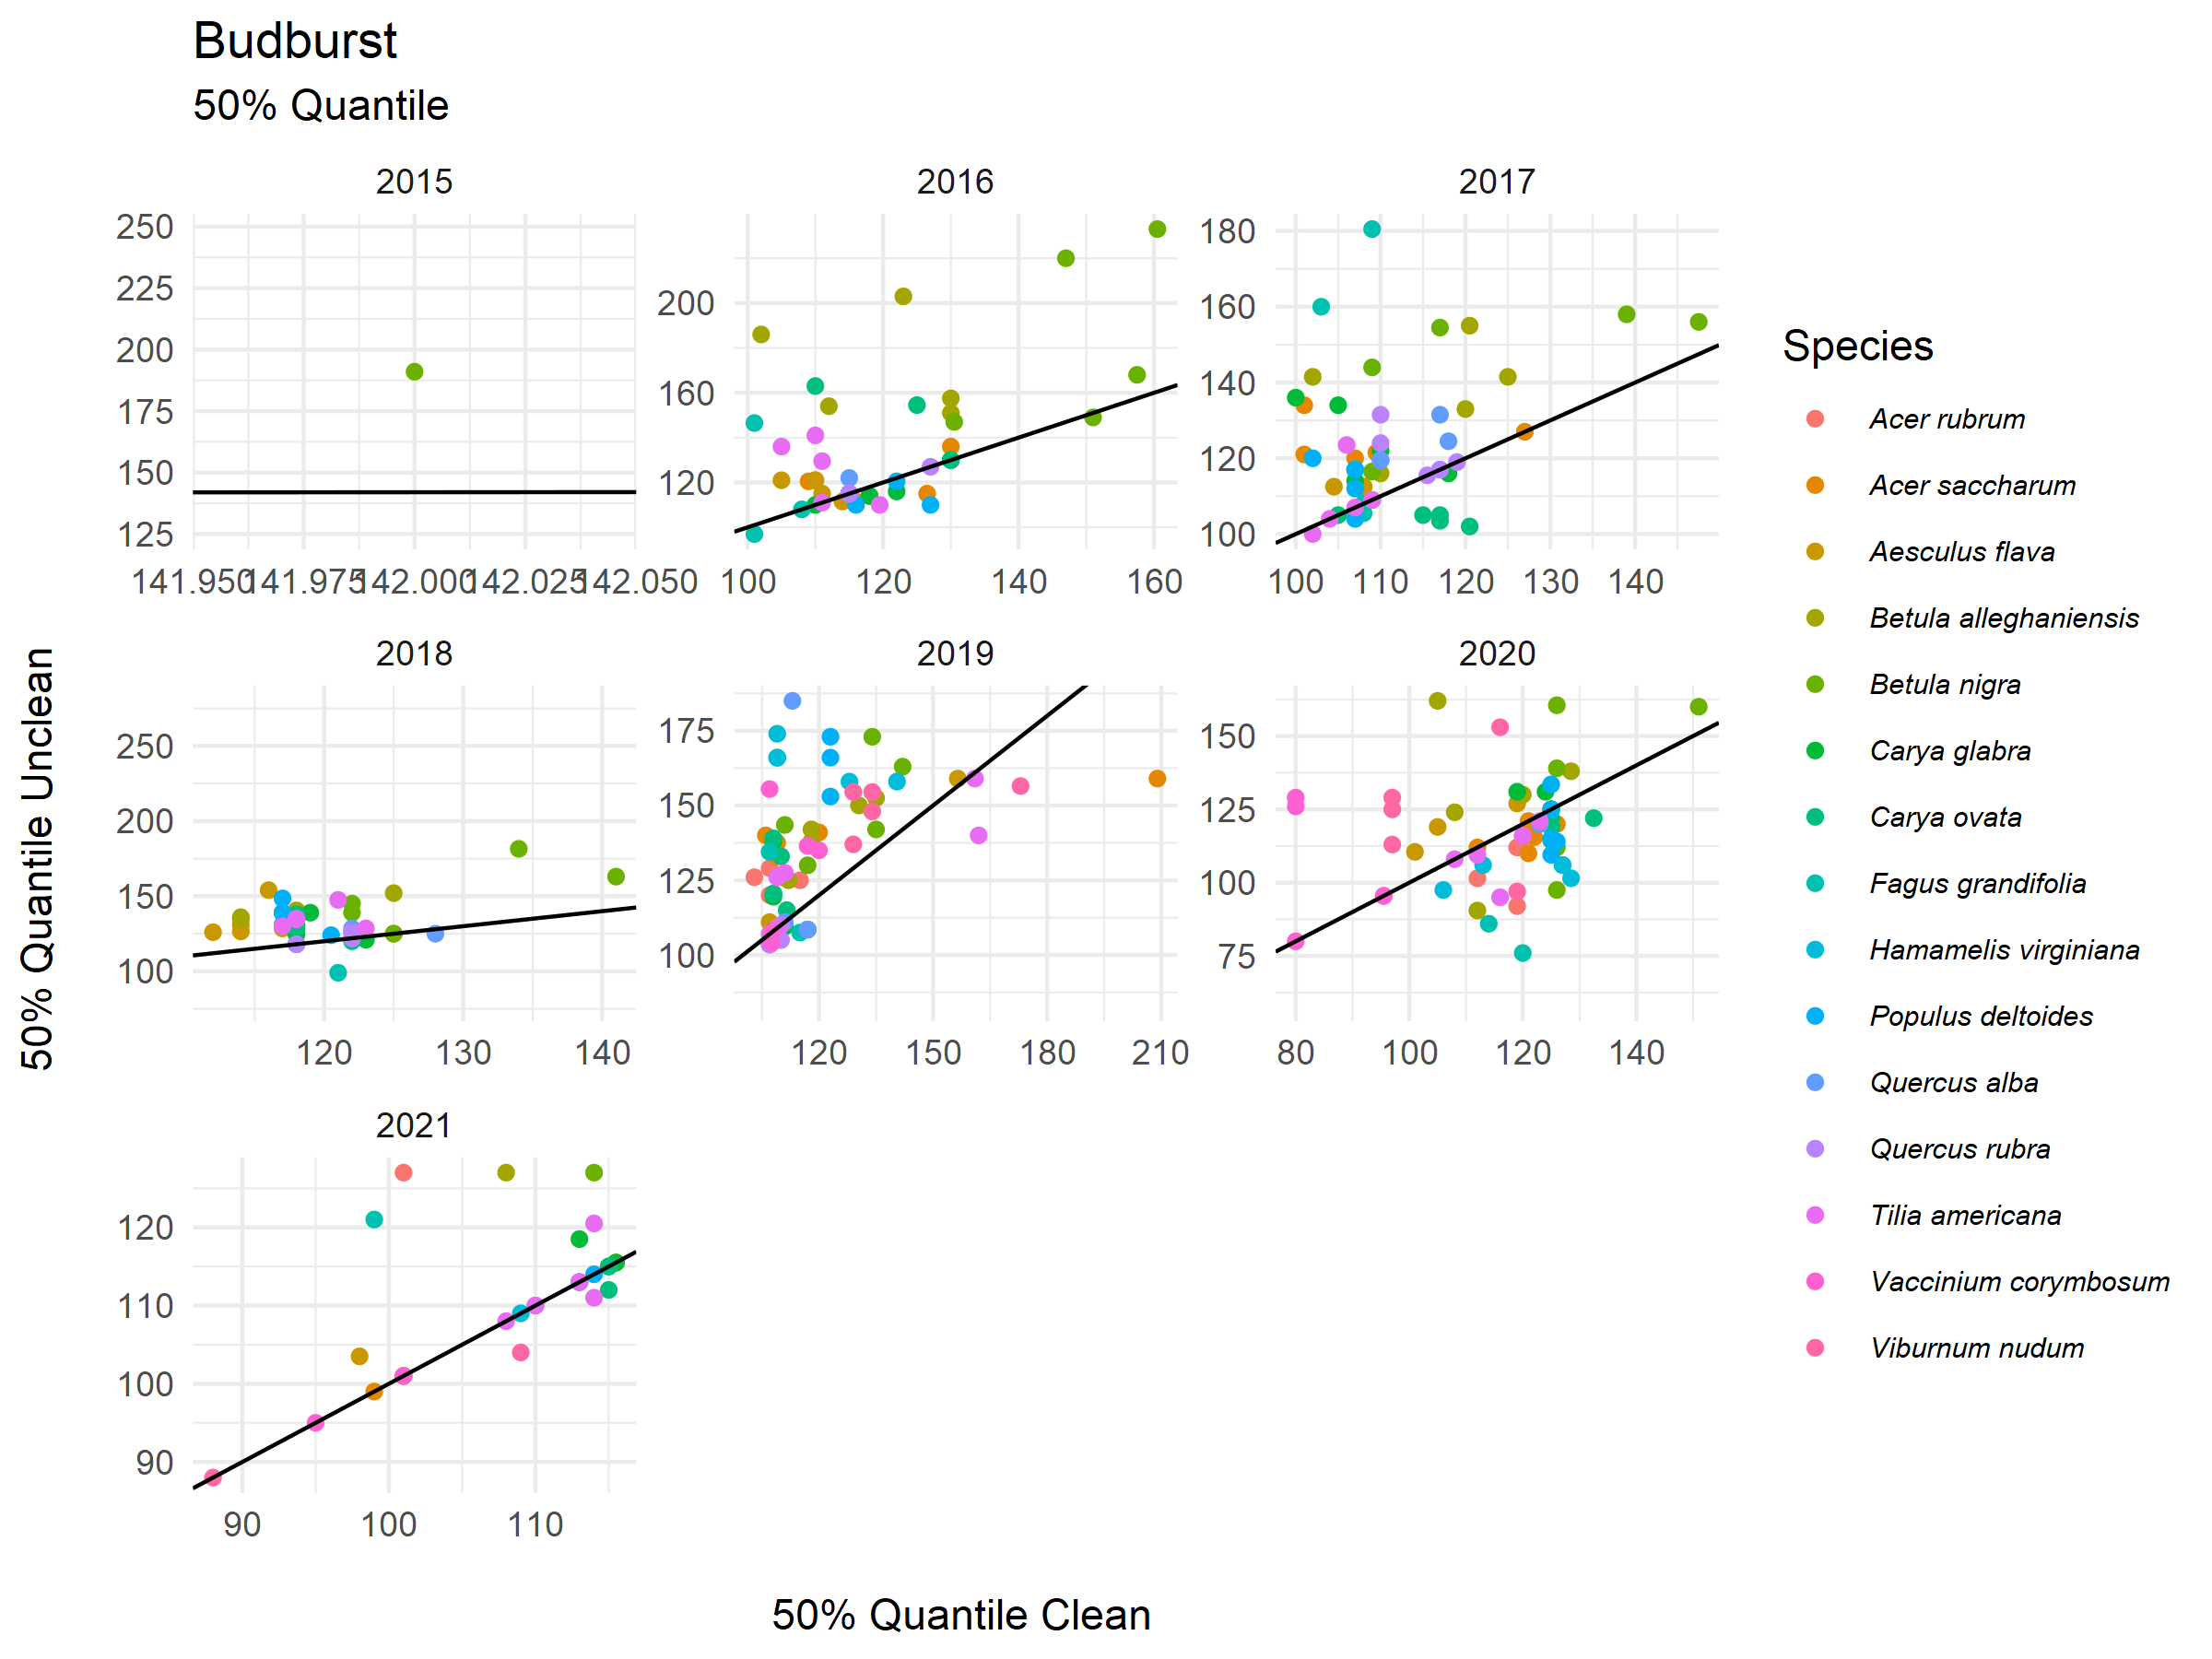 Budburst
50% Quantile
2015 2016 2017
250
225
200
175
150
125
141.950 141.975 142.000 142.025 142.050
200
160
120
100 120 140 160
180
160
140
120
100
100 110 120 130 140
2018 2019 2020
250
200
150
100
120 130 140
175
150
125
100
120 150 180 210
150
125
100
75
80 100 120 140
2021
120
110
100
90
90 100 110
50% Quantile Unclean
50% Quantile Clean
Species
Acer rubrum
Acer saccharum
Aesculus flava
Betula alleghaniensis
Betula nigra
Carya glabra
Carya ovata
Fagus grandifolia
Hamamelis virginiana
Populus deltoides
Quercus alba
Quercus rubra
Tilia americana
Vaccinium corymbosum
Viburnum nudum